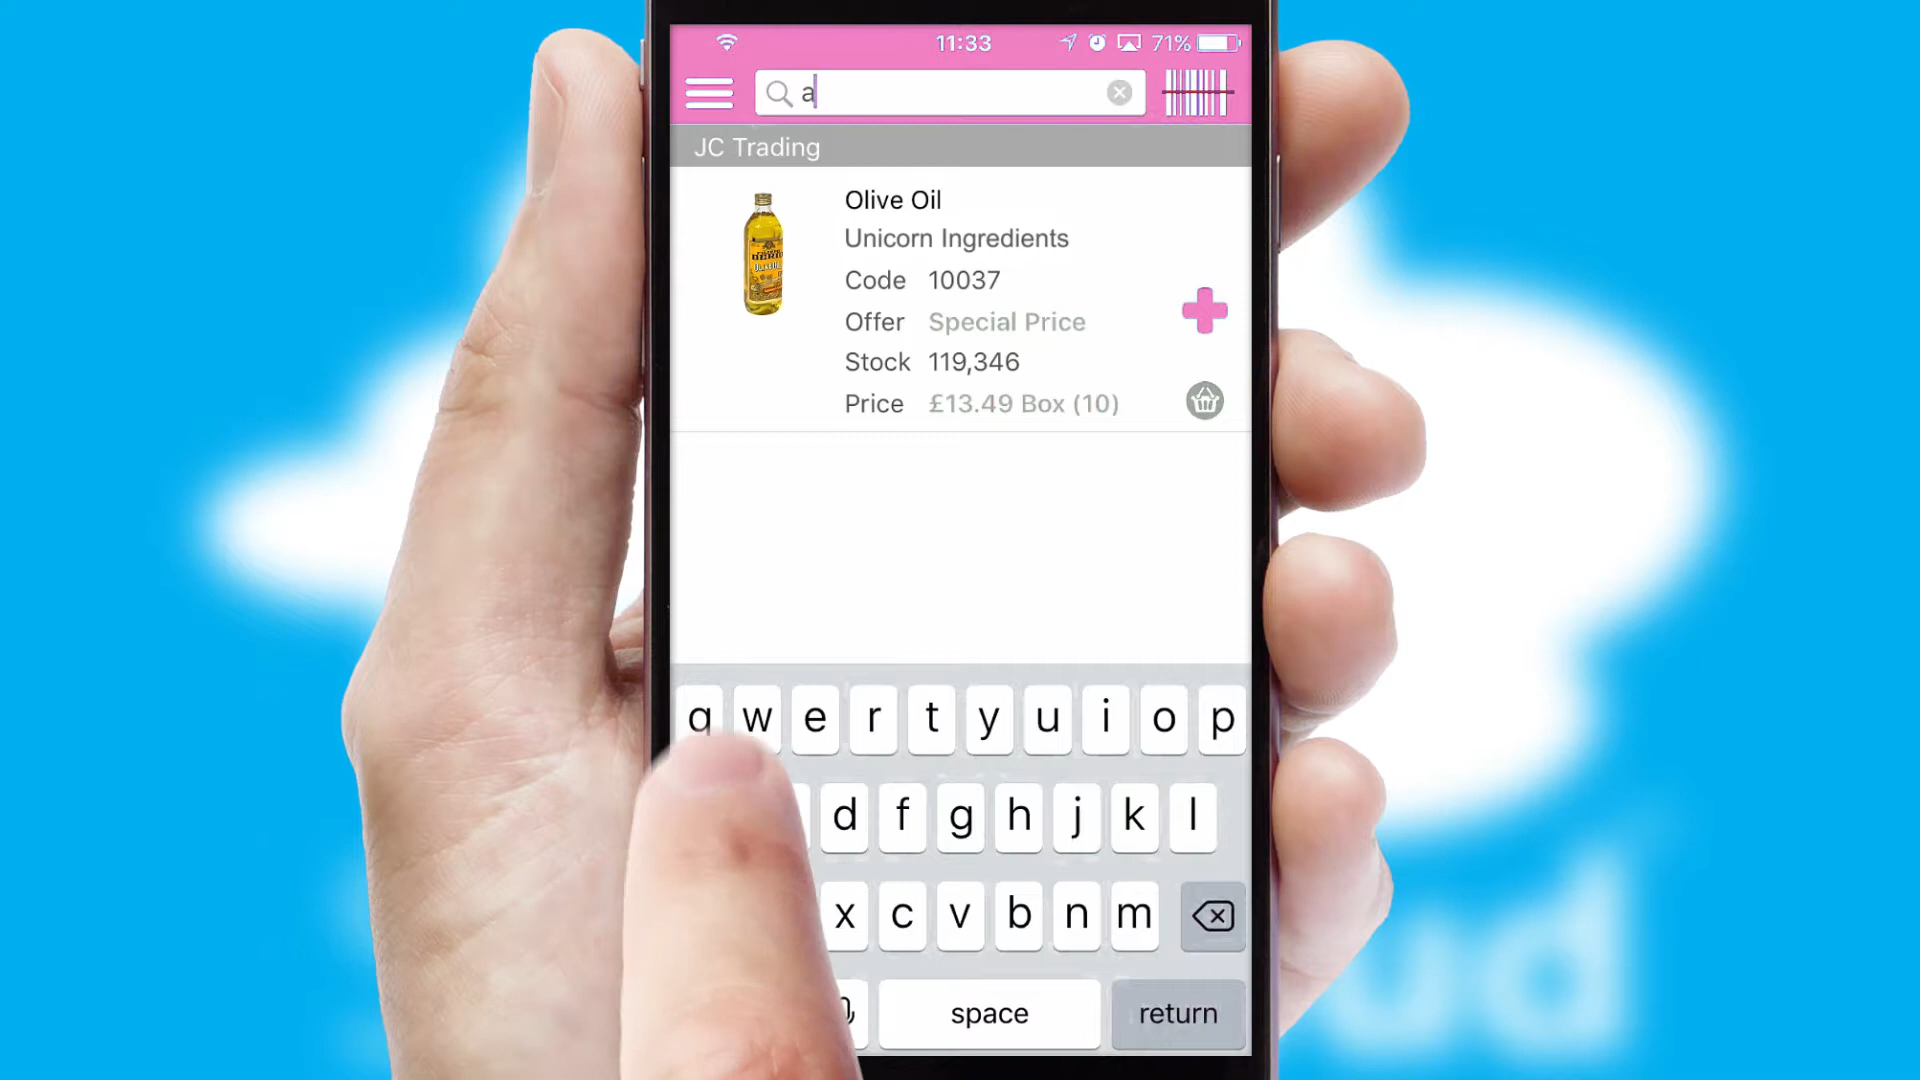 11:33 71%
a
JC Trading
Olive Oil
Unicorn Ingredients
Code 10037
Offer Special Price
Stock 119,346
Price £13.49 Box (10)
q w e r t y u i o p
d f g h j k l
x c v b n m
space return
ud